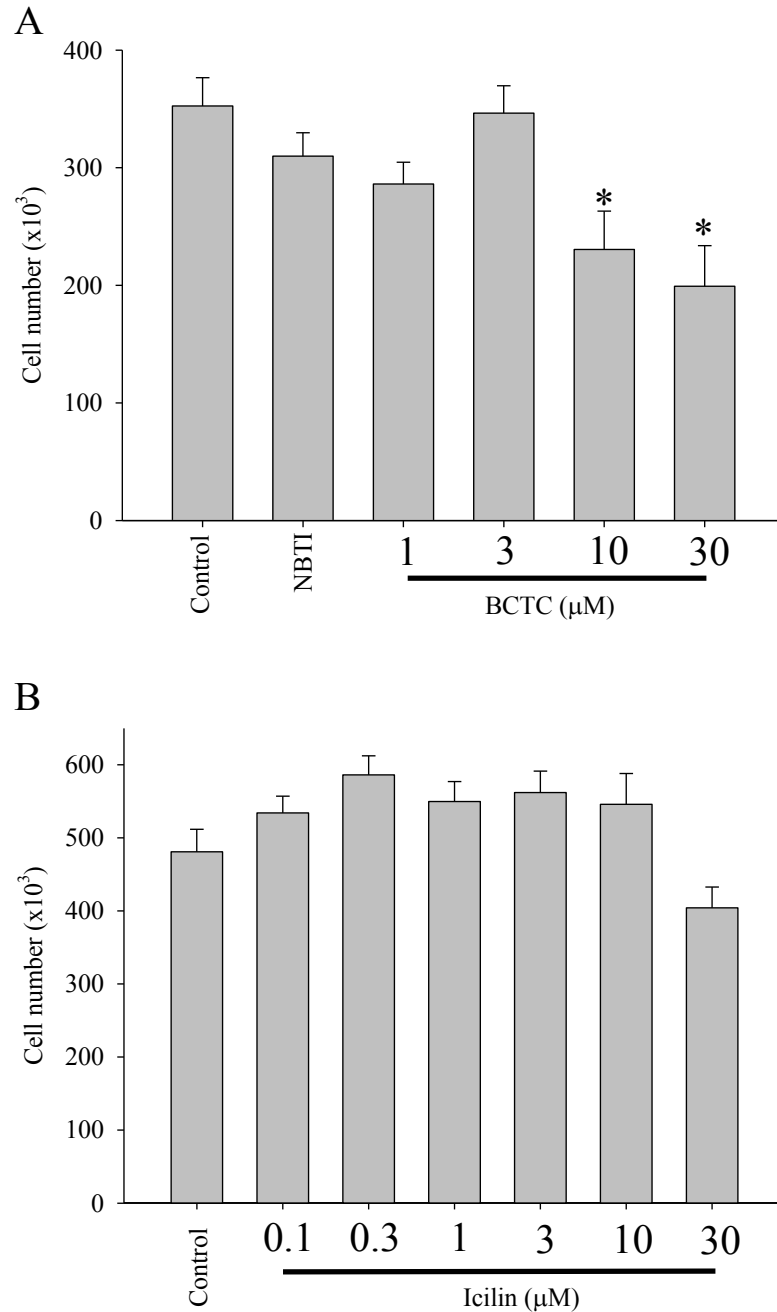 A
400
300
200
100
0
Cell number (x10³)
* *
Control NBTI 1 3 10 30
BCTC (µM)
B
600
500
400
300
200
100
0
Cell number (x10³)
Control 0.1 0.3 1 3 10 30
Icilin (µM)